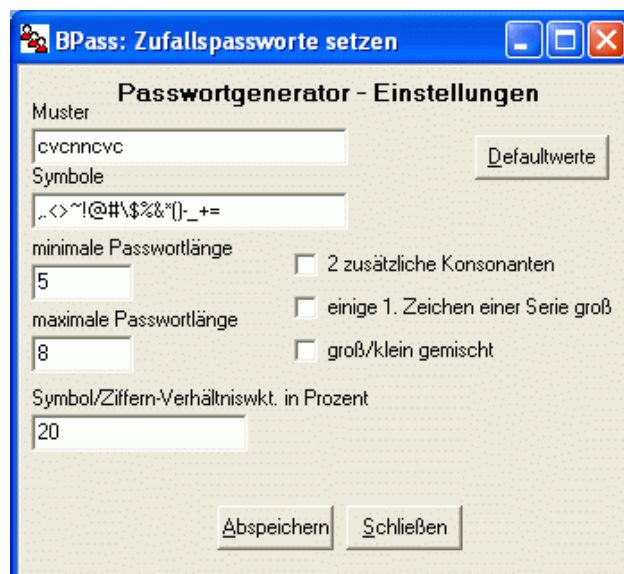 BPass: Zufallspassworte setzen
Passwortgenerator - Einstellungen
Muster
cvcnncvc
Defaultwerte
Symbole
,.<>~!@#\$%&*()-_+=
minimale Passwortlänge
5
2 zusätzliche Konsonanten
einige 1. Zeichen einer Serie groß
maximale Passwortlänge
8
groß/klein gemischt
Symbol/Ziffern-Verhältniswkt. in Prozent
20
Abspeichern
Schließen